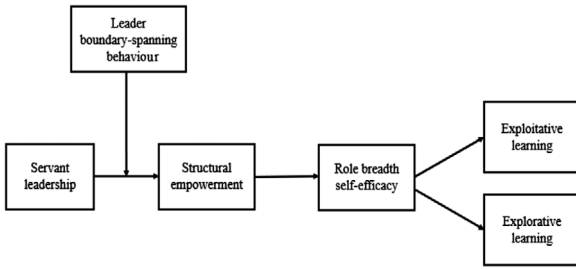 Leader
boundary-spanning
behaviour
Servant
leadership
Structural
empowerment
Role breadth
self-efficacy
Exploitative
learning
Explorative
learning